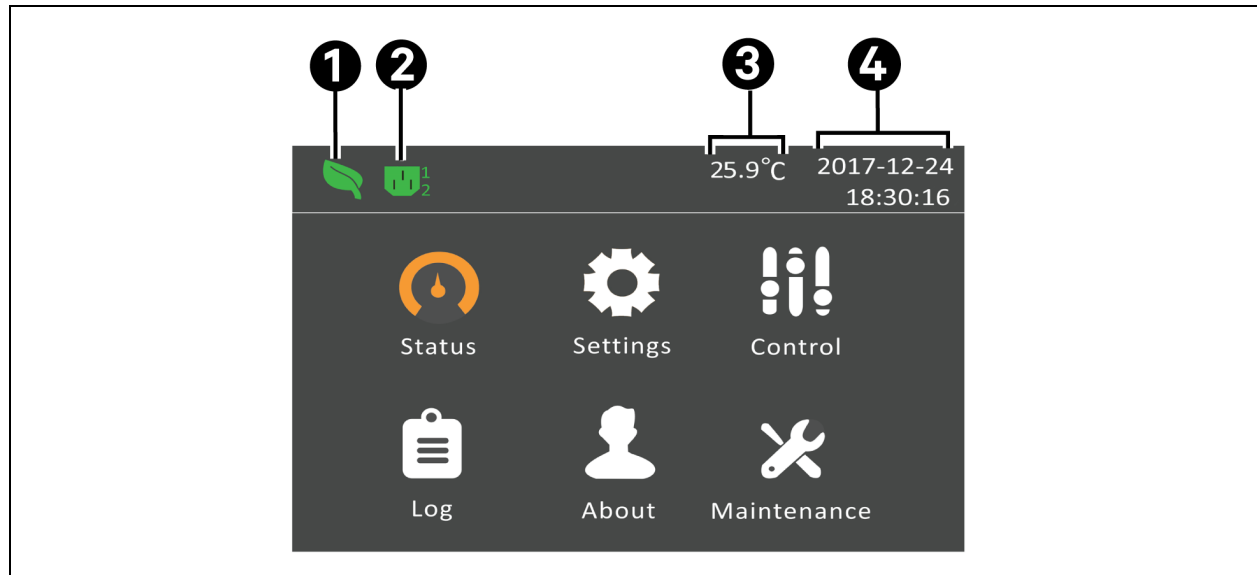 1 2 3 4
25.9°C 2017-12-24
1
2
18:30:16
Status Settings Control
Log About Maintenance